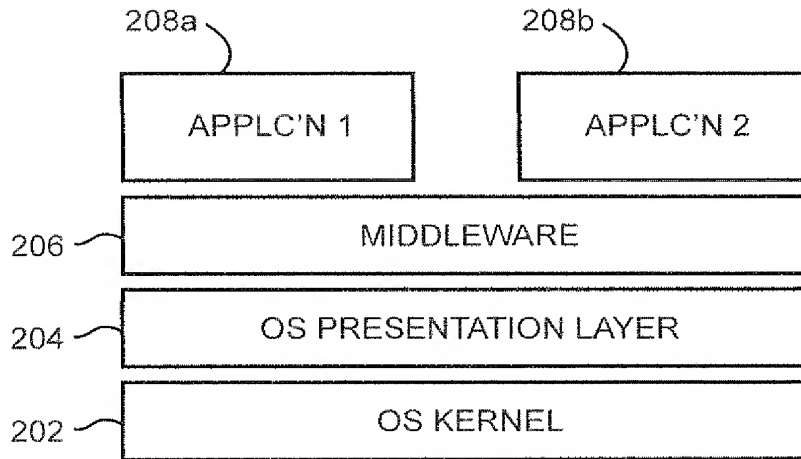 208a
208b
APPLC'N 1
APPLC'N 2
206
MIDDLEWARE
204
OS PRESENTATION LAYER
202
OS KERNEL